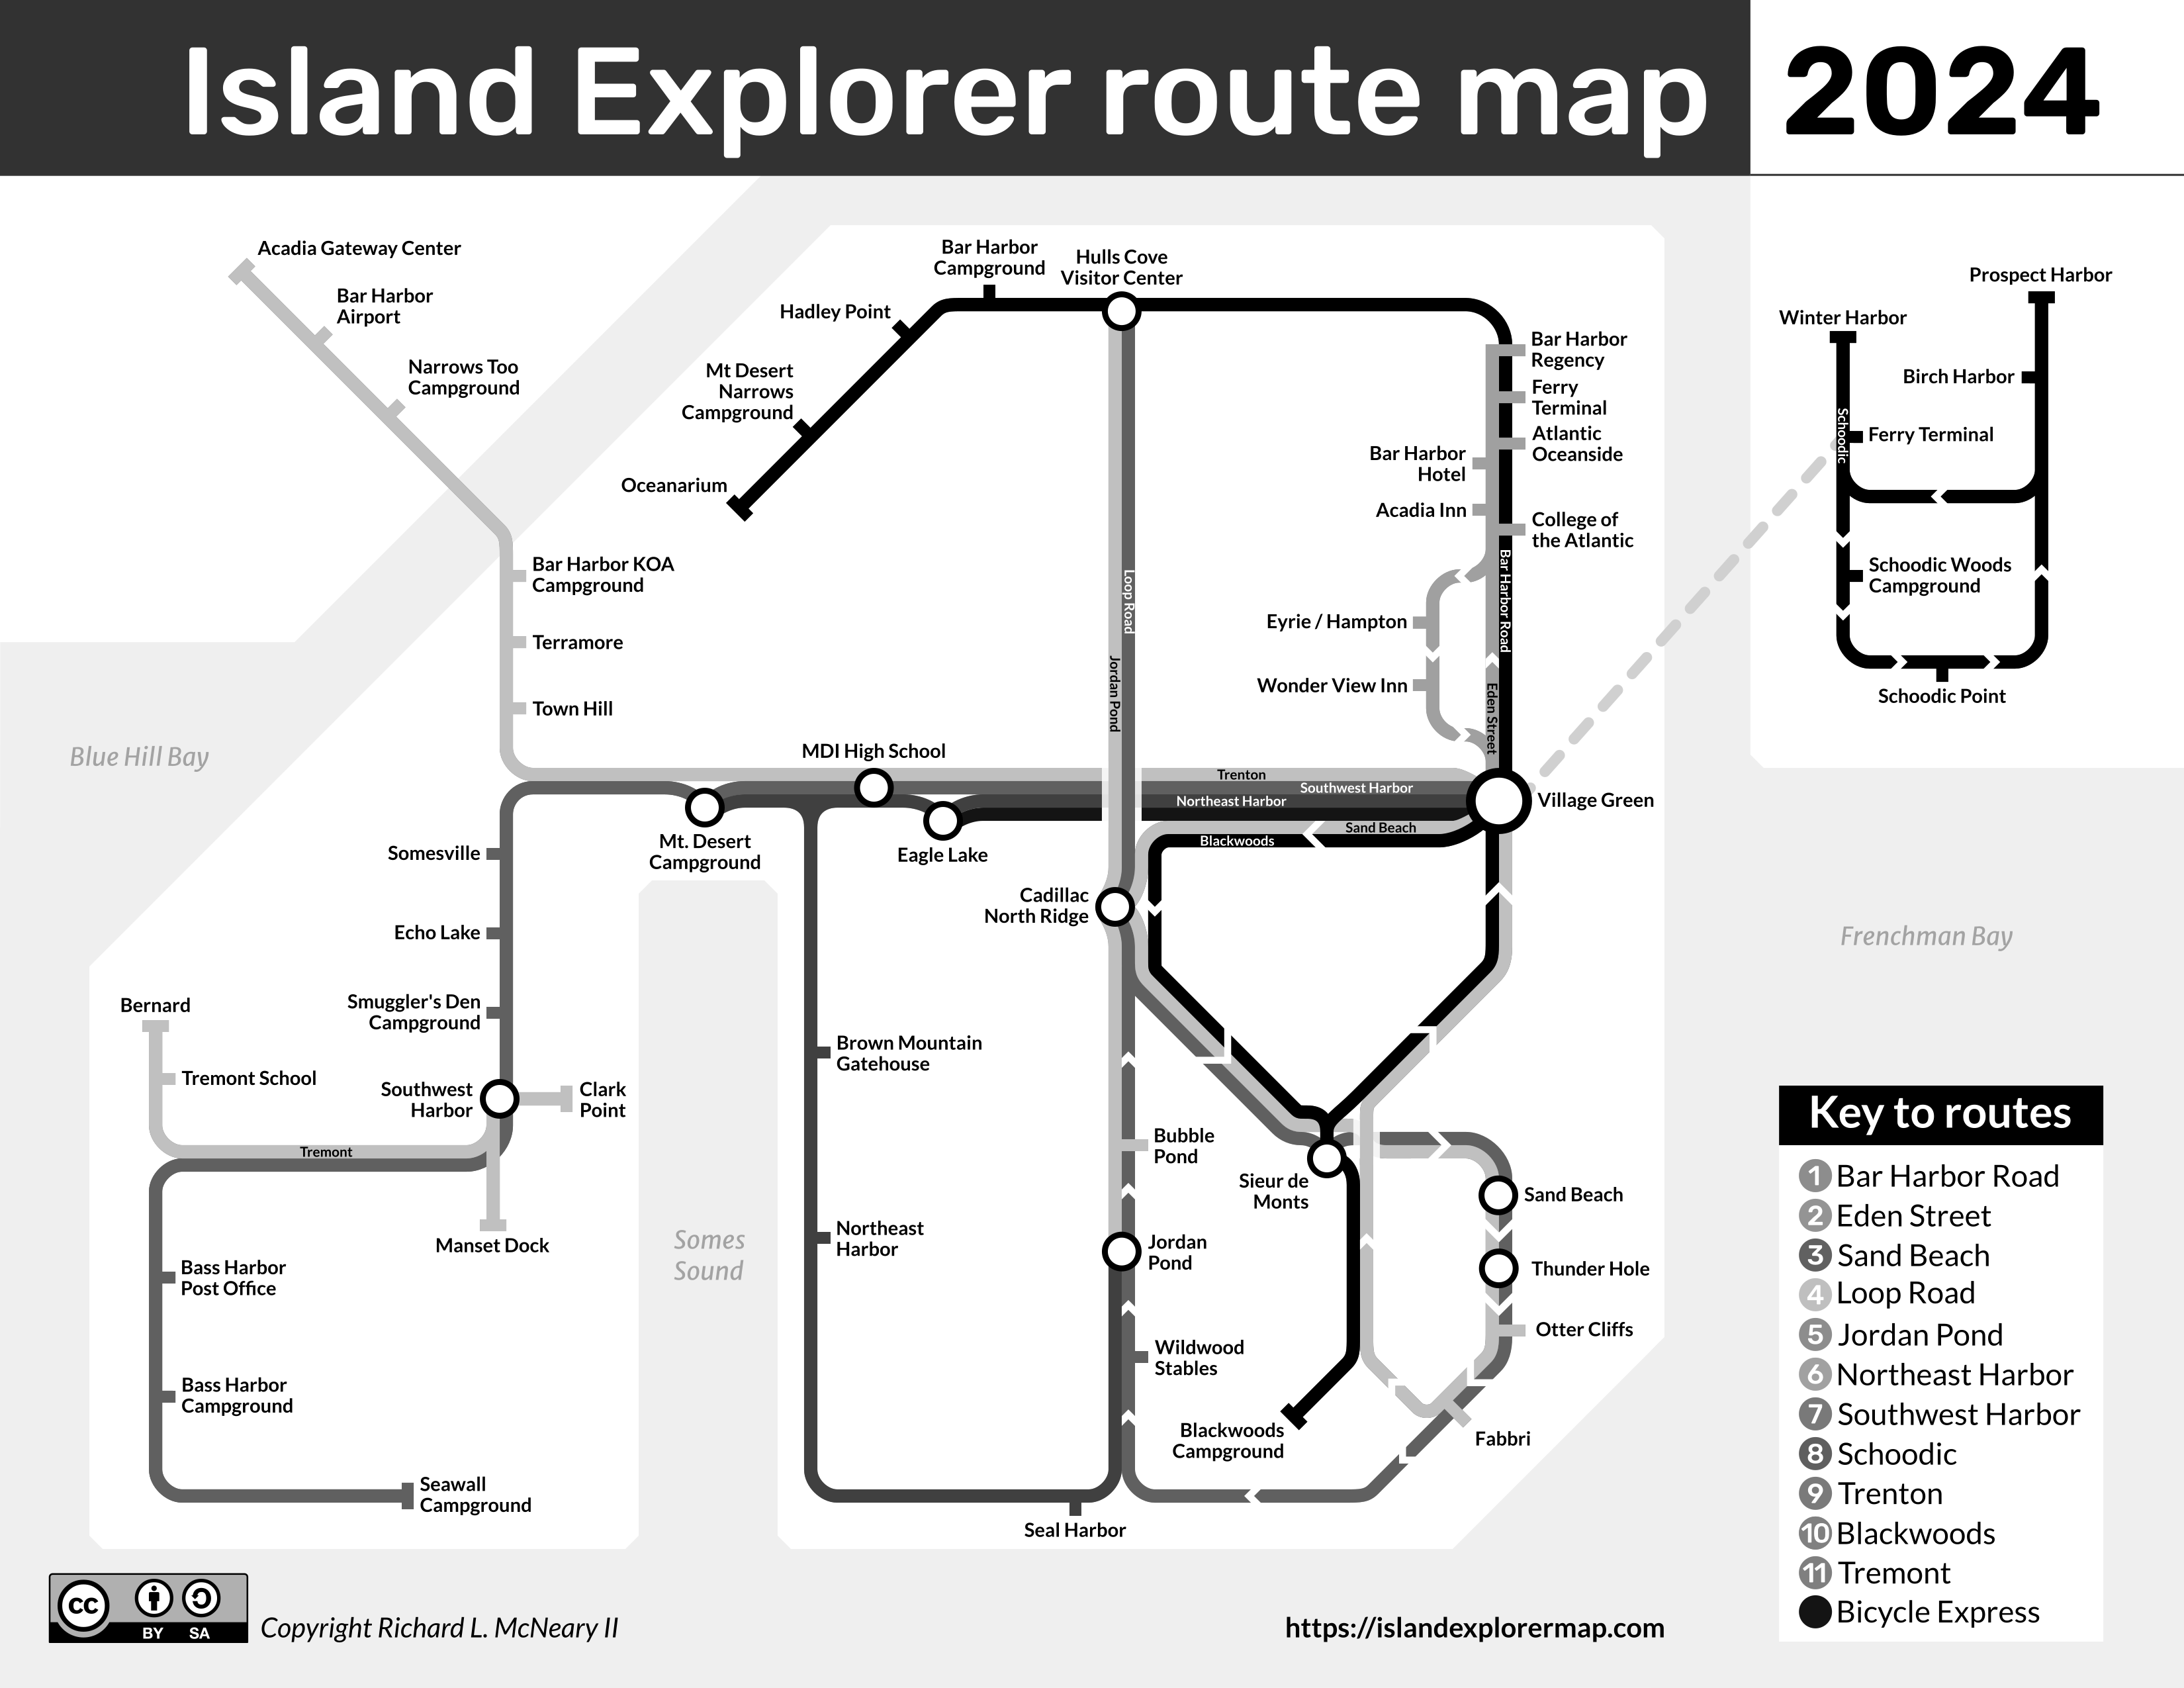 Island Explorer route map
2024
Acadia Gateway Center
Bar Harbor
Airport
Narrows Too
Campground
Bar Harbor KOA
Campground
Terramore
Town Hill
Bar Harbor
Campground
Hulls Cove
Visitor Center
Hadley Point
Mt Desert
Narrows
Campground
Oceanarium
Bar Harbor
Regency
Ferry
Terminal
Atlantic
Oceanside
Bar Harbor
Hotel
Acadia Inn
College of
the Atlantic
Eyrie / Hampton
Wonder View Inn
Bar Harbor Road
Eden Street
Loop Road
Jordan Pond
Prospect Harbor
Winter Harbor
Birch Harbor
Schoodic
Ferry Terminal
Schoodic Woods
Campground
Schoodic Point
Blue Hill Bay
MDI High School
Trenton
Southwest Harbor
Northeast Harbor
Sand Beach
Blackwoods
Village Green
Mt. Desert
Campground
Eagle Lake
Somesville
Echo Lake
Smuggler's Den
Campground
Cadillac
North Ridge
Frenchman Bay
Bernard
Tremont School
Southwest
Harbor
Clark
Point
Tremont
Manset Dock
Bass Harbor
Post Office
Bass Harbor
Campground
Seawall
Campground
Somes
Sound
Brown Mountain
Gatehouse
Northeast
Harbor
Bubble
Pond
Jordan
Pond
Wildwood
Stables
Seal Harbor
Sieur de
Monts
Blackwoods
Campground
Sand Beach
Thunder Hole
Otter Cliffs
Fabbri
Key to routes
1 Bar Harbor Road
2 Eden Street
3 Sand Beach
4 Loop Road
5 Jordan Pond
6 Northeast Harbor
7 Southwest Harbor
8 Schoodic
9 Trenton
10 Blackwoods
11 Tremont
Bicycle Express
cc
BY SA
Copyright Richard L. McNeary II
https://islandexplorermap.com